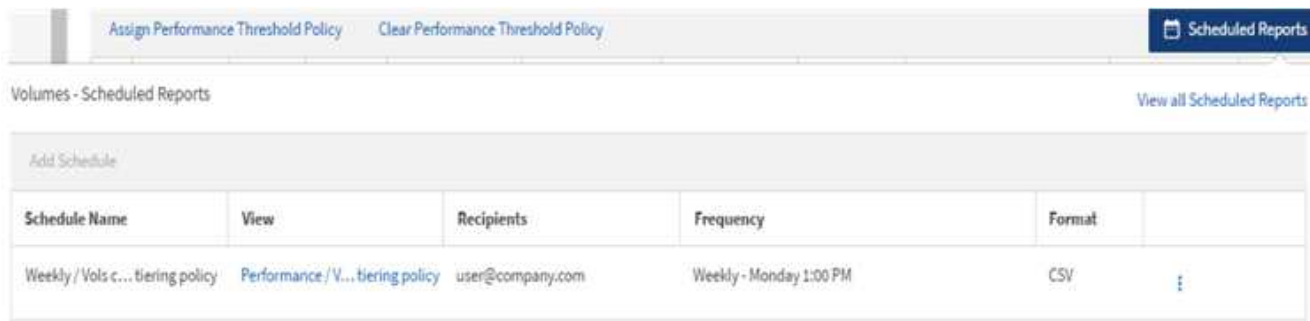 Assign Performance Threshold Policy Clear Performance Threshold Policy Scheduled Reports
Volumes - Scheduled Reports View all Scheduled Reports
Add Schedule
Schedule Name View Recipients Frequency Format
Weekly / Vols c... tiering policy Performance / V... tiering policy user@company.com Weekly - Monday 1:00 PM CSV